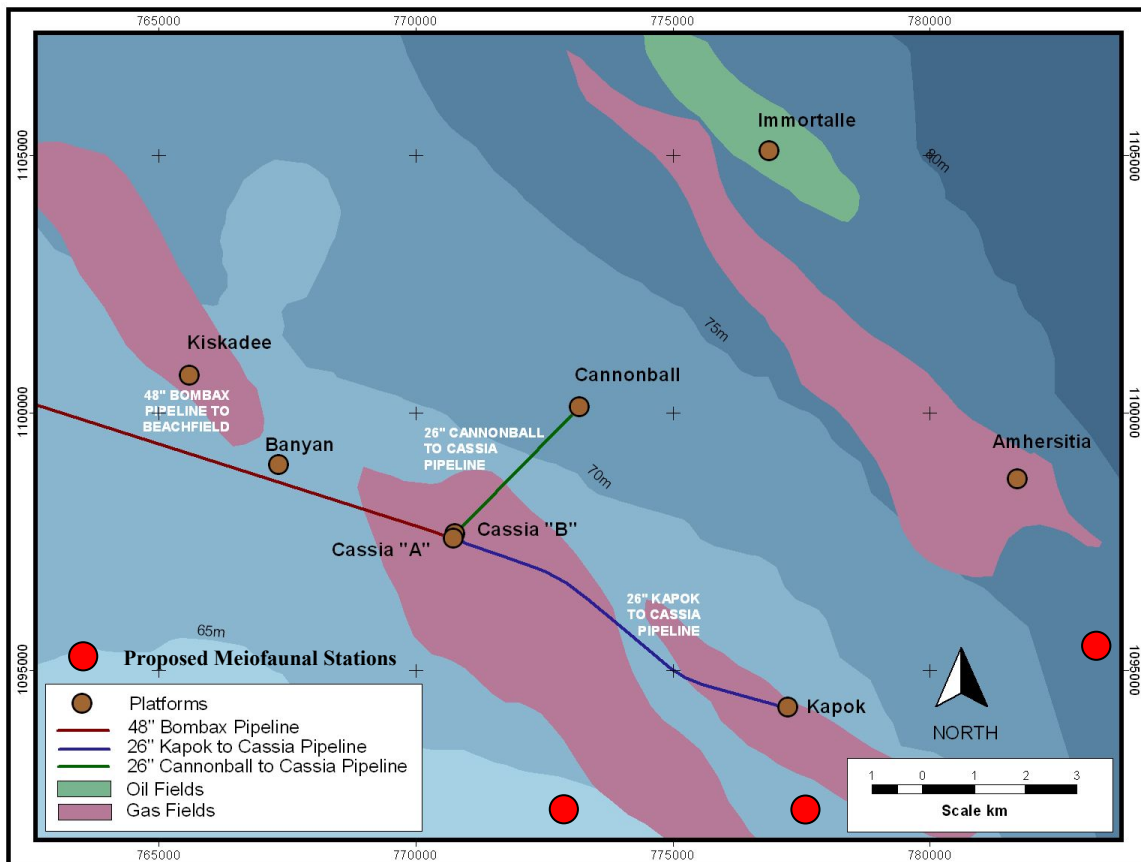 765000 770000 775000 780000
1105000
1105000
Immortalle
80m
Kiskadee
75m
48" BOMBAX
PIPELINE TO
BEACHFIELD
Cannonball
1100000
1100000
26" CANNONBALL
TO CASSIA
PIPELINE
Banyan
Amhersitia
70m
Cassia "B"
Cassia "A"
26" KAPOK
TO CASSIA
PIPELINE
65m
1095000
1095000
Proposed Meiofaunal Stations
Platforms
48" Bombax Pipeline
26" Kapok to Cassia Pipeline
26" Cannonball to Cassia Pipeline
Oil Fields
Gas Fields
Kapok
NORTH
1 0 1 2 3
Scale km
765000 770000 775000 780000